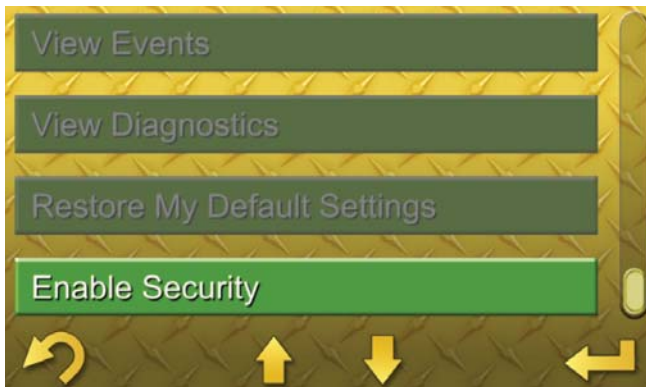 View Events
View Diagnostics
Restore My Default Settings
Enable Security